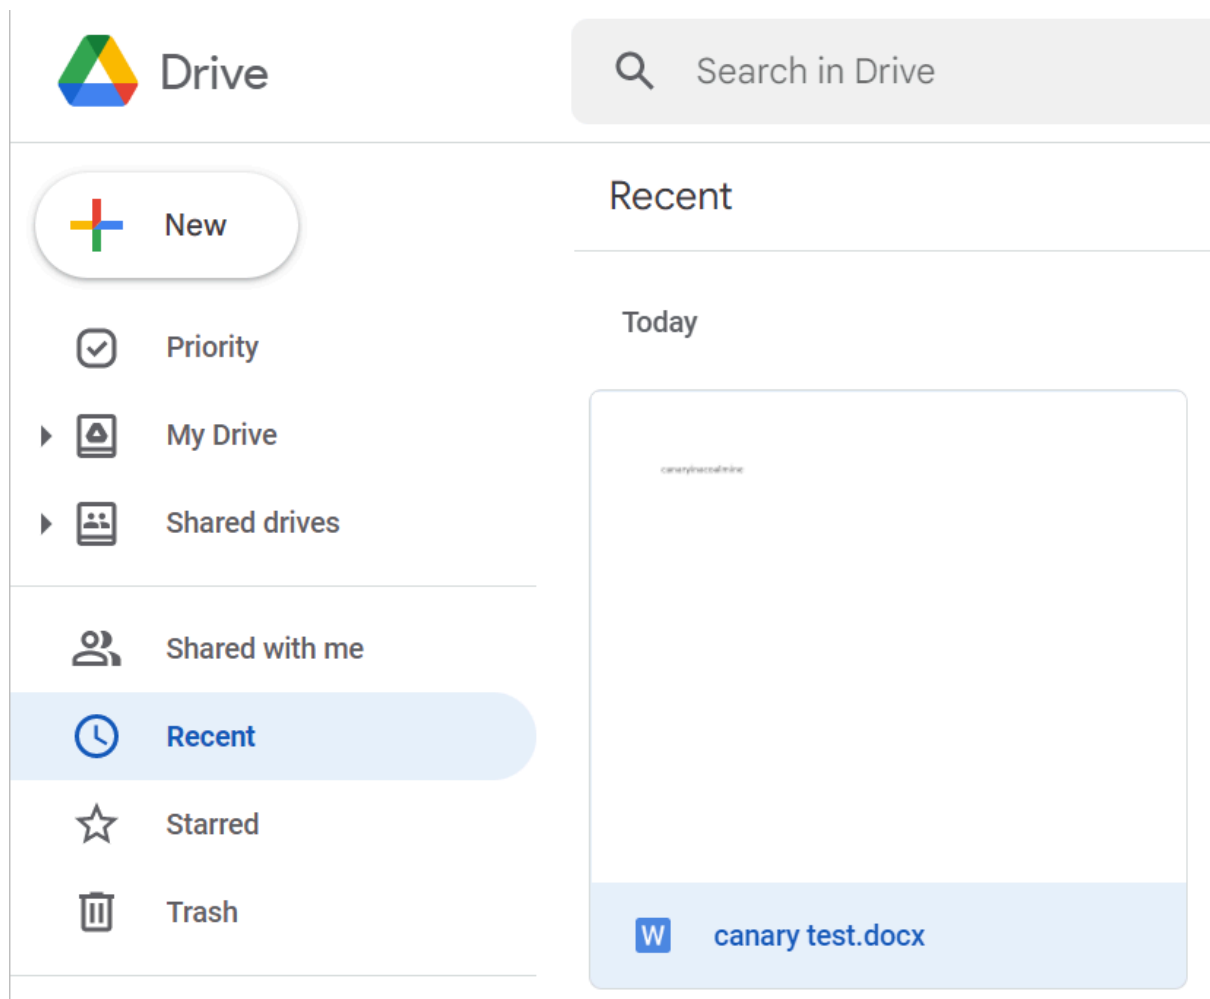 Drive
Search in Drive
New
Priority
My Drive
Shared drives
Shared with me
Recent
Starred
Trash
Recent
Today
canaryinacoalmine
W canary test.docx